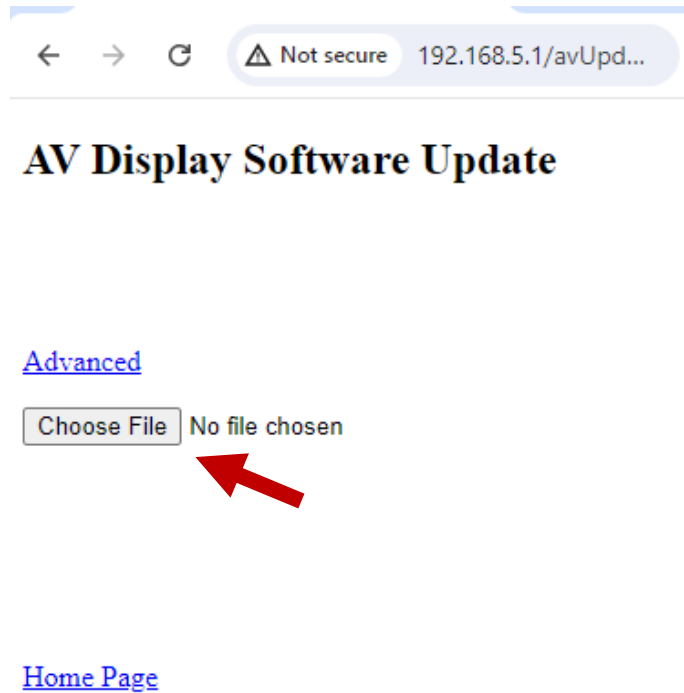 Not secure 192.168.5.1/avUpd...
AV Display Software Update
Advanced
Choose File No file chosen
Home Page